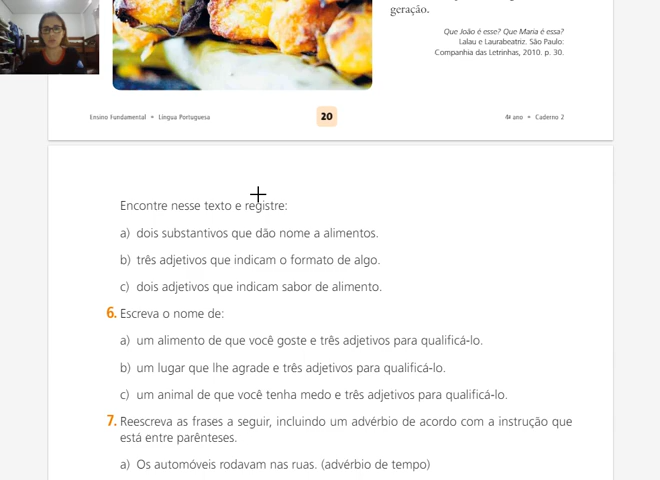 geração.
Que João é esse? Que Maria é essa?
Lalau e Laurabeatriz. São Paulo:
Companhia das Letrinhas, 2010. p. 30.
Ensino Fundamental • Língua Portuguesa
20
4º ano • Caderno 2
Encontre nesse texto e registre:
a) dois substantivos que dão nome a alimentos.
b) três adjetivos que indicam o formato de algo.
c) dois adjetivos que indicam sabor de alimento.
6. Escreva o nome de:
a) um alimento de que você goste e três adjetivos para qualificá-lo.
b) um lugar que lhe agrade e três adjetivos para qualificá-lo.
c) um animal de que você tenha medo e três adjetivos para qualificá-lo.
7. Reescreva as frases a seguir, incluindo um advérbio de acordo com a instrução que
está entre parênteses.
a) Os automóveis rodavam nas ruas. (advérbio de tempo)